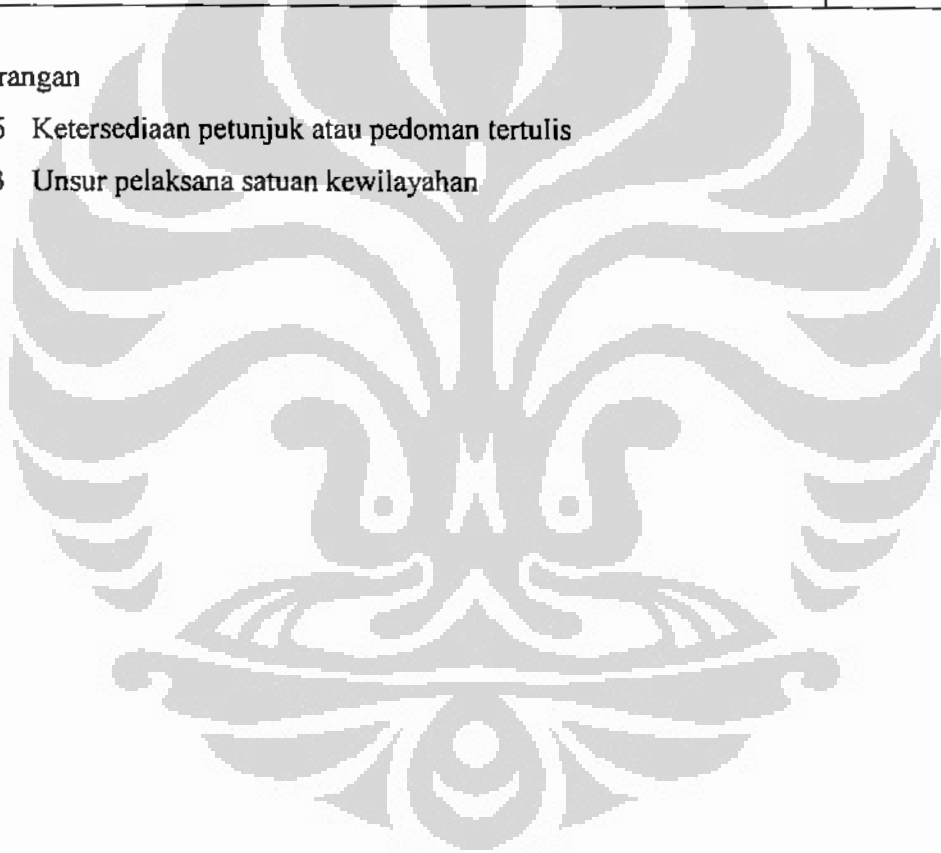 rangan
5 Ketersediaan petunjuk atau pedoman tertulis
3 Unsur pelaksana satuan kewilayahan